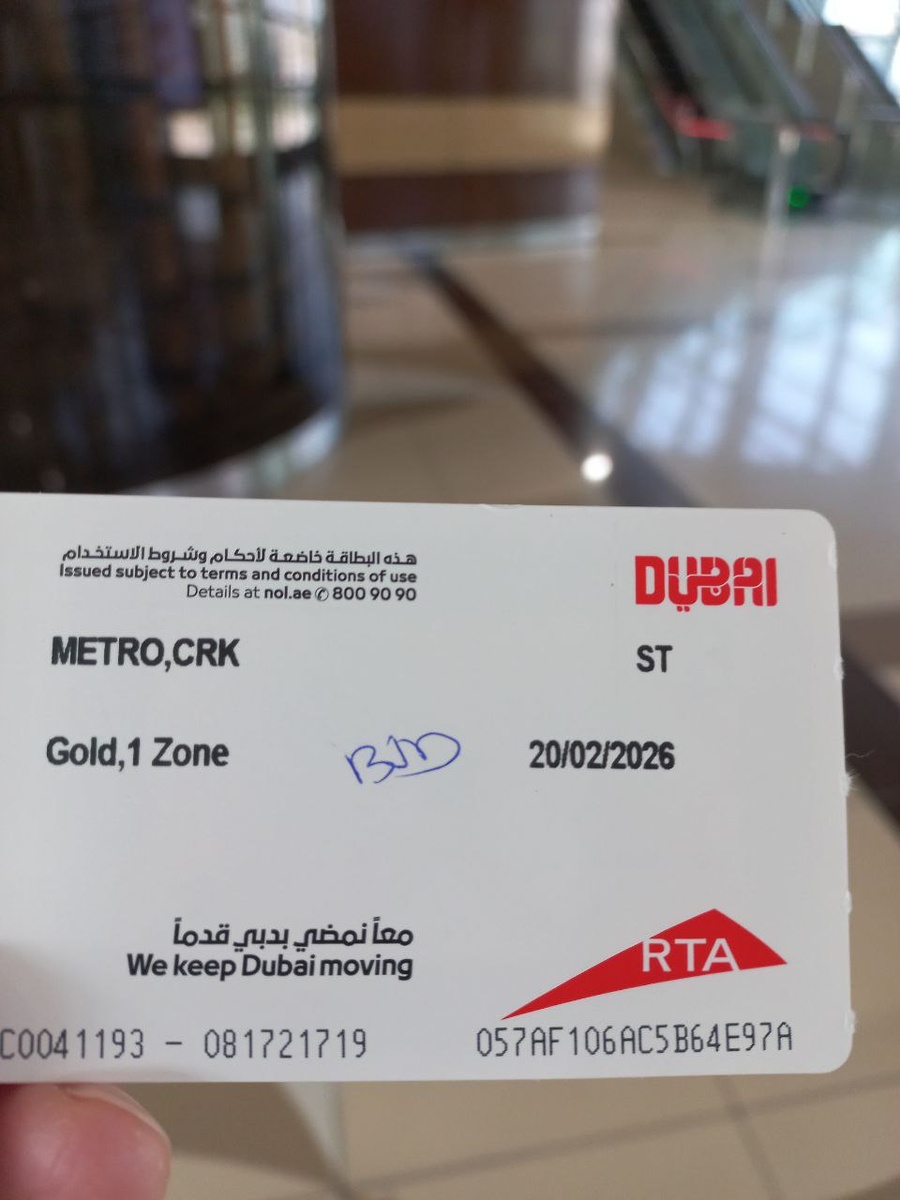 هذه البطاقة خاضعة لأحكام وشروط الاستخدام
Issued subject to terms and conditions of use
Details at nol.ae ✆ 800 90 90
DUBAI
METRO,CRK
ST
Gold,1 Zone
20/02/2026
معاً نمضي بدبي قدماً
We keep Dubai moving
RTA
C0041193 - 081721719
057AF106AC5B64E97A